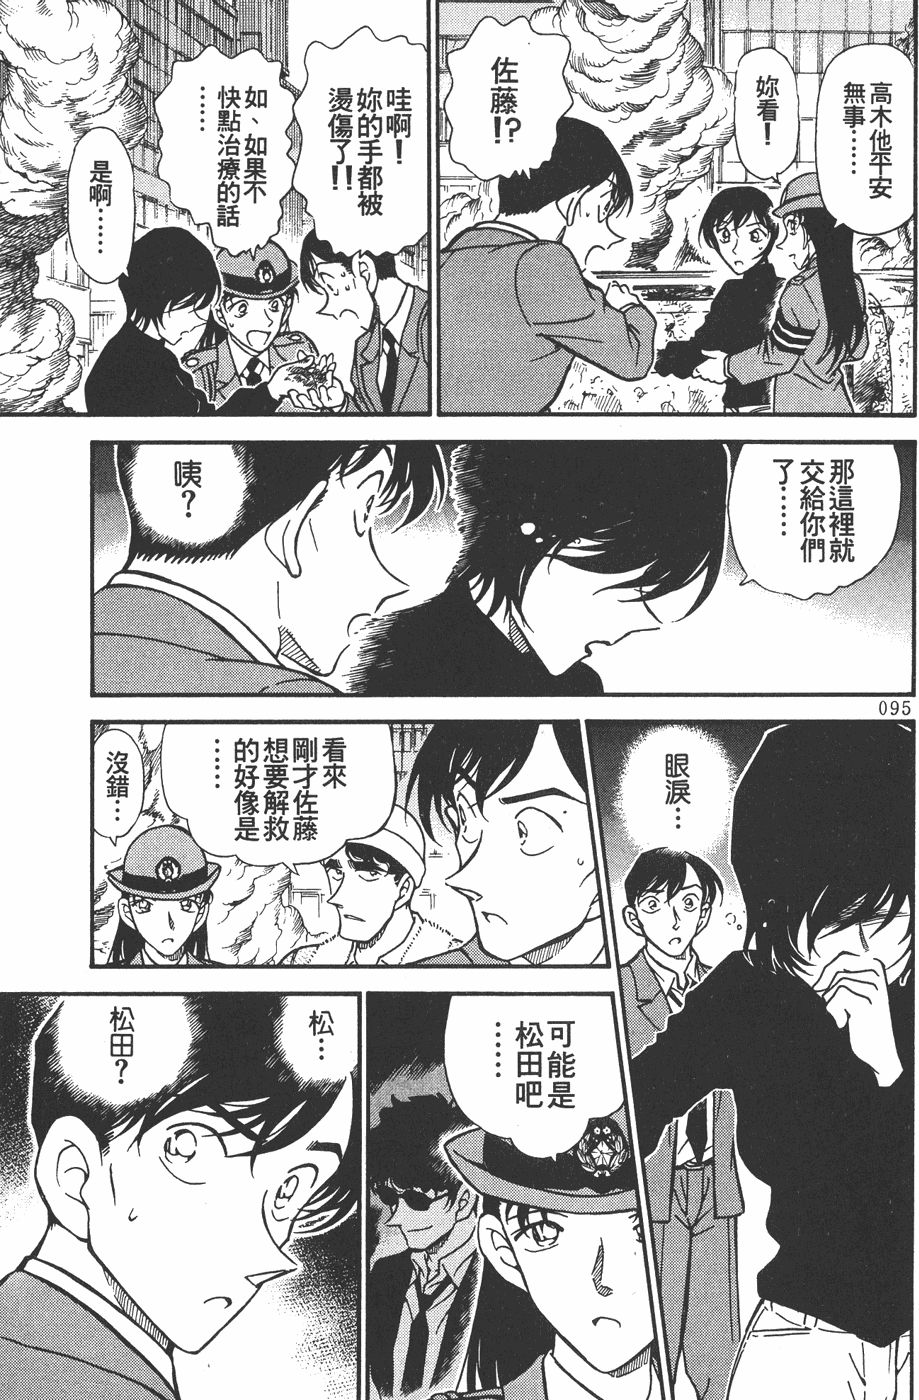 高木他平安
無事……
妳看！
佐藤!?
哇啊！
妳的手都被
燙傷了!!
如、如果不
快點治療的話
……
是啊……
那這裡就
交給你們
了……
咦？
095
眼淚…
看來
剛才佐藤
想要解救
的好像是
……
沒錯…
可能是
松田吧
……
松…
松田？